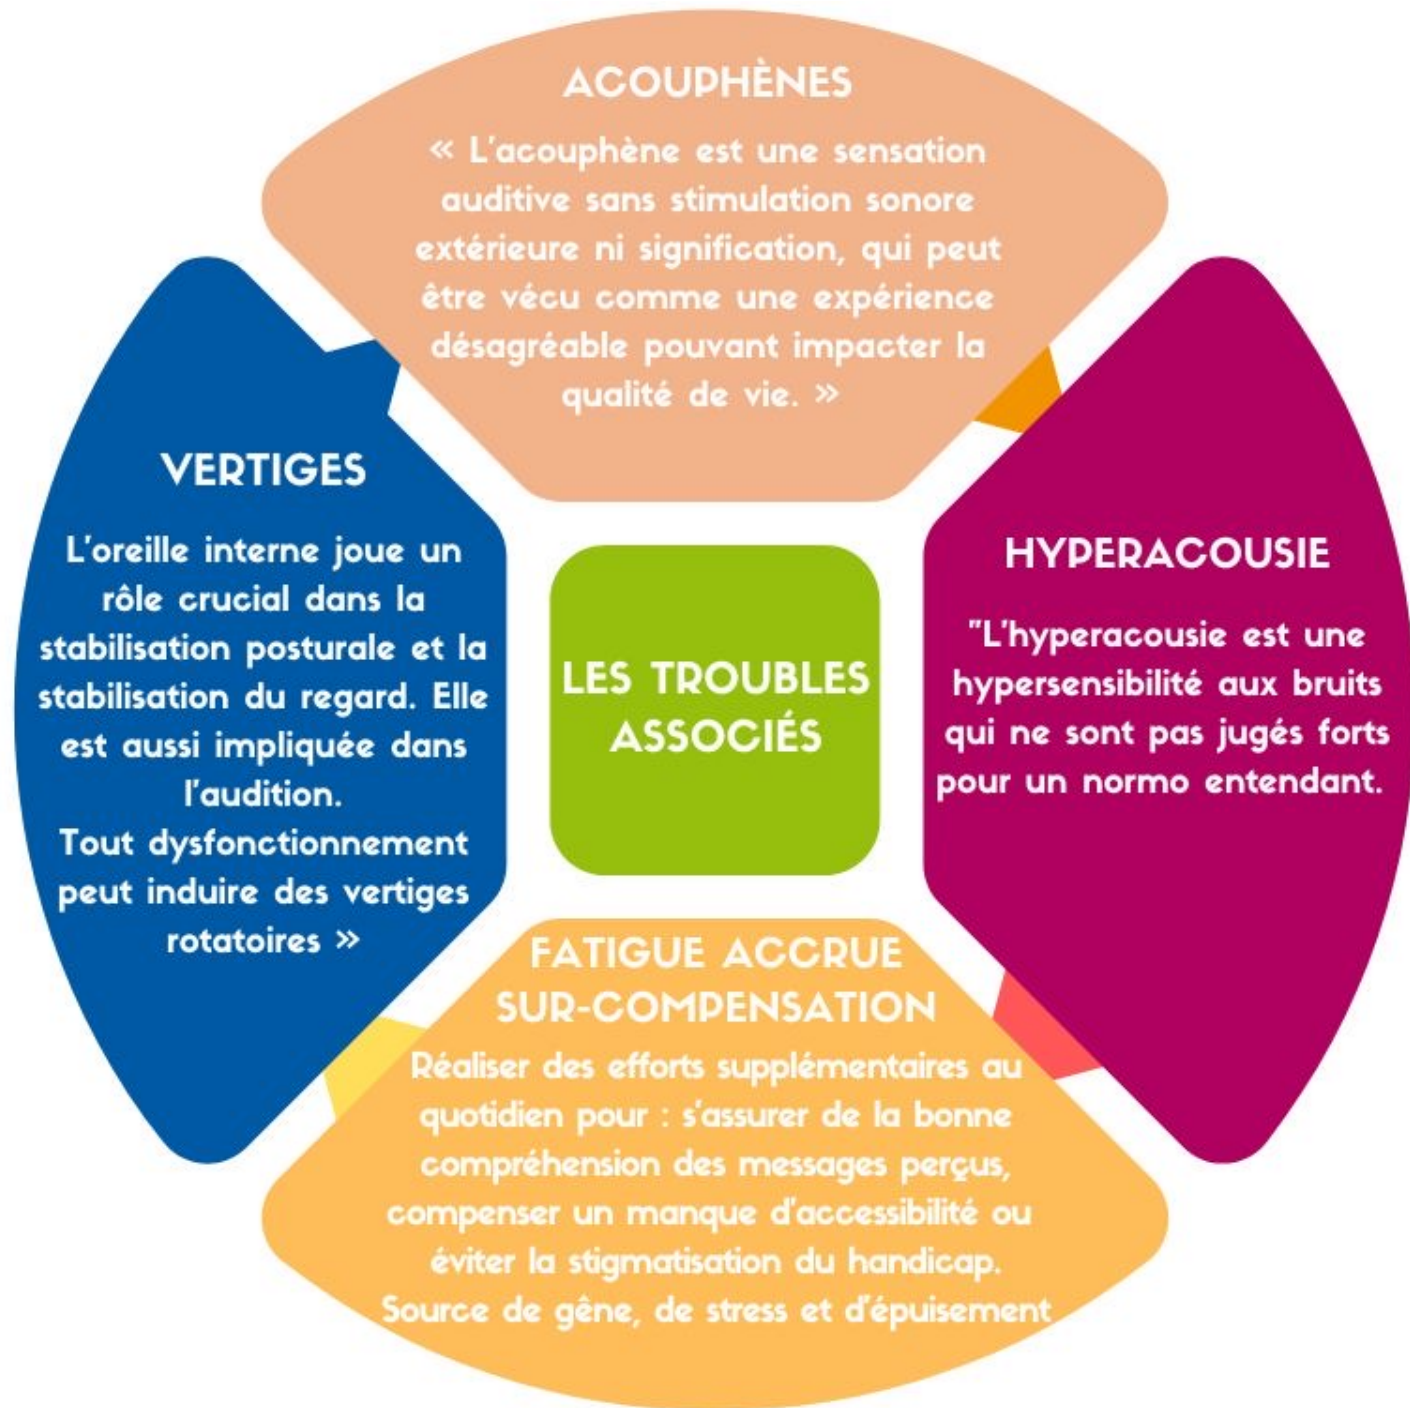 ACOUPHÈNES
« L'acouphène est une sensation
auditive sans stimulation sonore
extérieure ni signification, qui peut
être vécu comme une expérience
désagréable pouvant impacter la
qualité de vie. »
VERTIGES
L'oreille interne joue un
rôle crucial dans la
stabilisation posturale et la
stabilisation du regard. Elle
est aussi impliquée dans
l'audition.
Tout dysfonctionnement
peut induire des vertiges
rotatoires »
LES TROUBLES
ASSOCIÉS
HYPERACOUSIE
"L'hyperacousie est une
hypersensibilité aux bruits
qui ne sont pas jugés forts
pour un normo entendant.
FATIGUE ACCRUE
SUR-COMPENSATION
Réaliser des efforts supplémentaires au
quotidien pour : s'assurer de la bonne
compréhension des messages perçus,
compenser un manque d'accessibilité ou
éviter la stigmatisation du handicap.
Source de gêne, de stress et d'épuisement